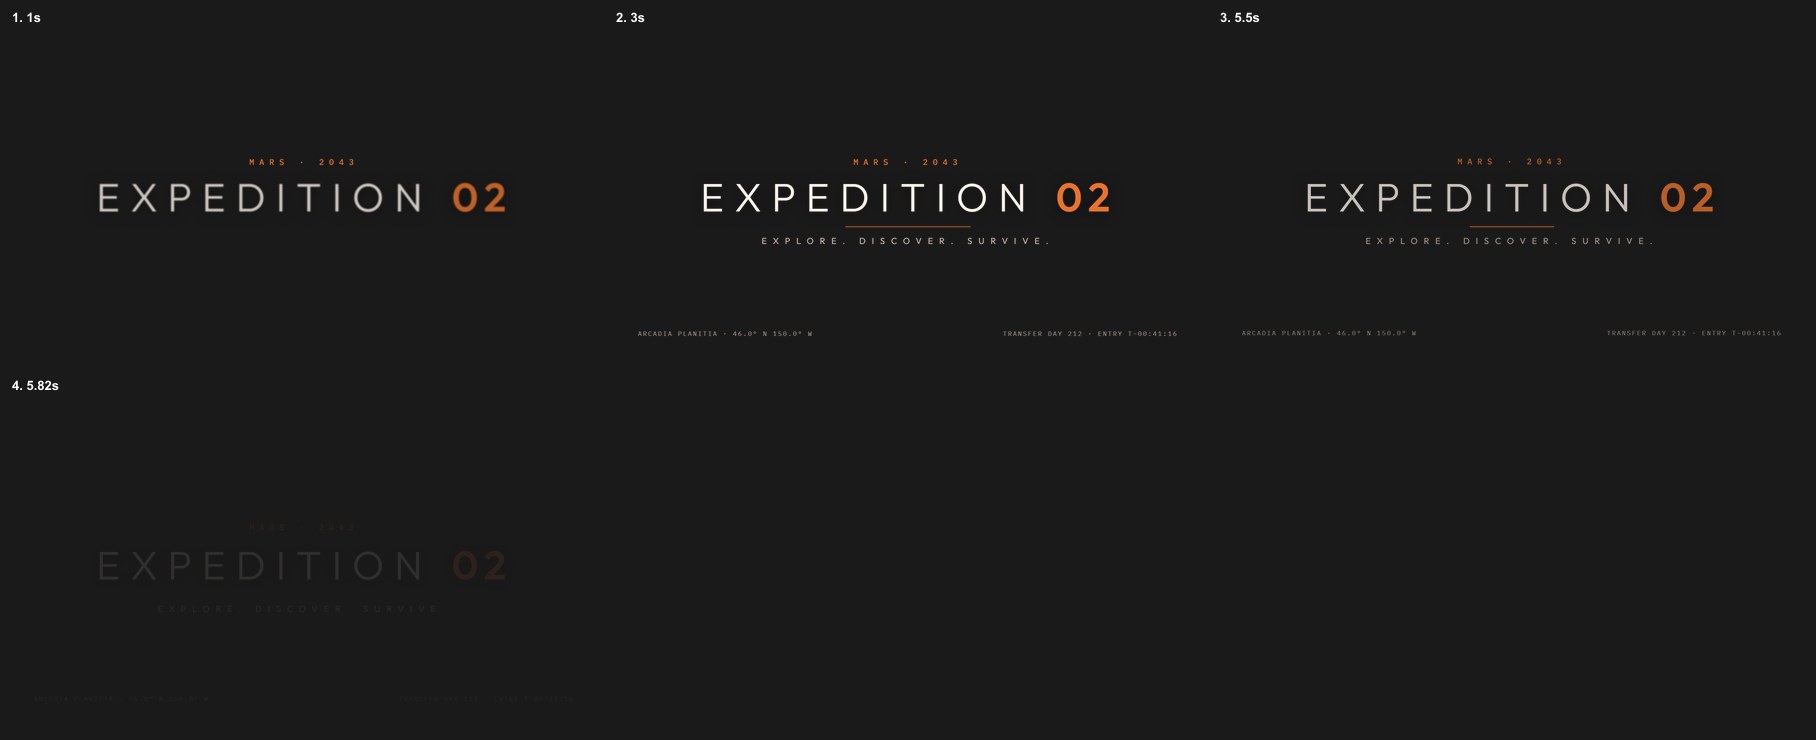 1. 1s
MARS · 2043
EXPEDITION 02
2. 3s
MARS · 2043
EXPEDITION 02
EXPLORE. DISCOVER. SURVIVE.
ARCADIA PLANITIA · 46.0° N 150.0° W
TRANSFER DAY 212 · ENTRY T-00:41:16
3. 5.5s
MARS · 2043
EXPEDITION 02
EXPLORE. DISCOVER. SURVIVE.
ARCADIA PLANITIA · 46.0° N 150.0° W
TRANSFER DAY 212 · ENTRY T-00:41:16
4. 5.82s
MARS · 2043
EXPEDITION 02
EXPLORE. DISCOVER. SURVIVE